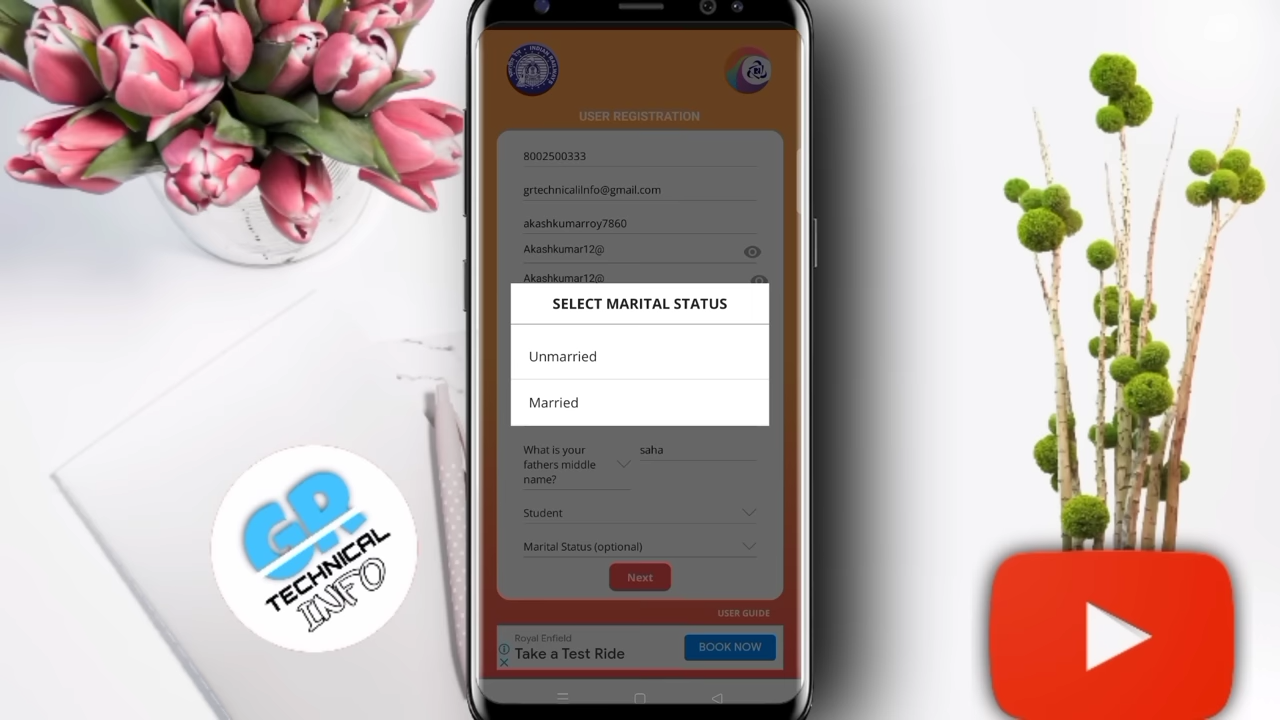 USER REGISTRATION
8002500333
grtechnicalilnfo@gmail.com
akashkumarroy7860
Akashkumar12@
Akashkumar12@
SELECT MARITAL STATUS
Unmarried
Married
What is your
fathers middle
name?
saha
Student
Marital Status (optional)
Next
USER GUIDE
Royal Enfield
Take a Test Ride
BOOK NOW
GR
TECHNICAL
INFO